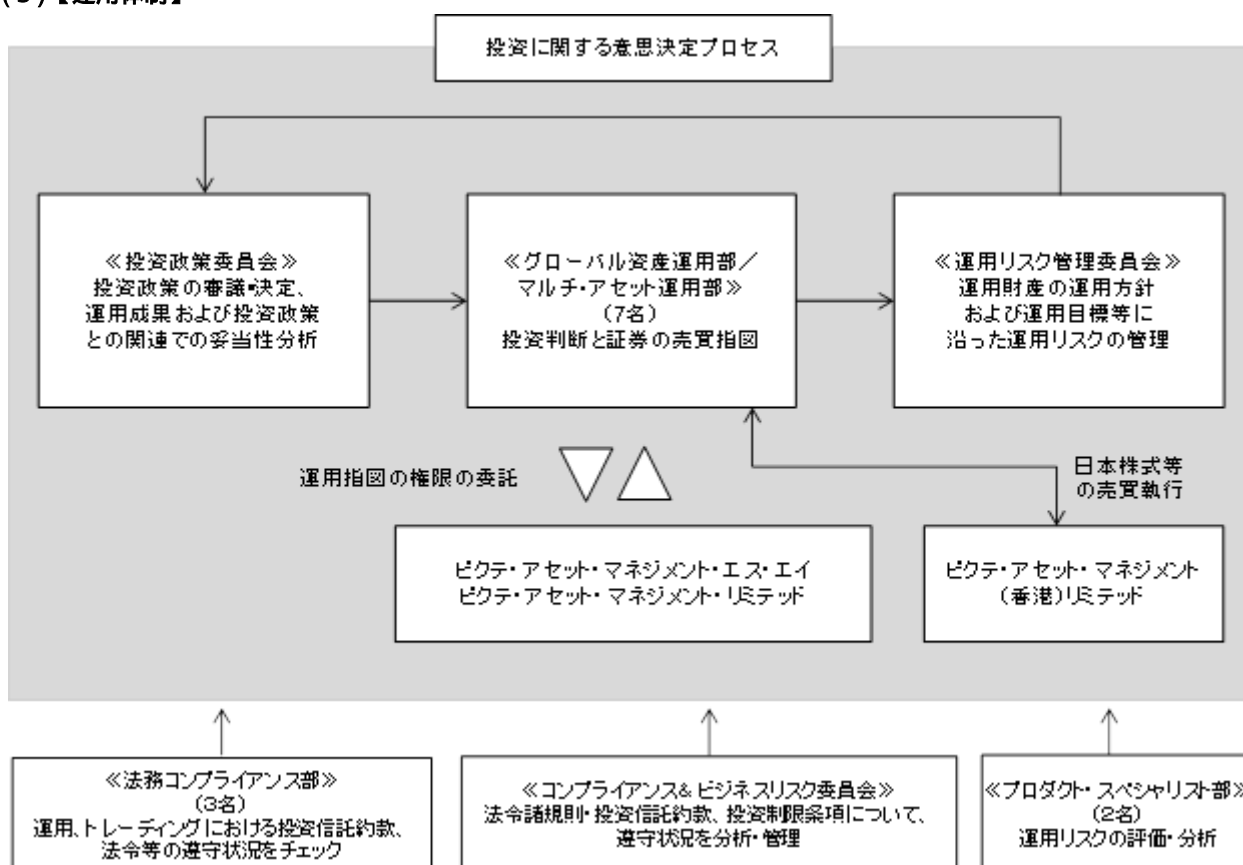 (3)【運用体制】
投資に関する意思決定プロセス
≪投資政策委員会≫
投資政策の審議・決定、
運用成果および投資政策
との関連での妥当性分析
≪グローバル資産運用部／
マルチ・アセット運用部≫
(7名)
投資判断と証券の売買指図
≪運用リスク管理委員会≫
運用財産の運用方針
および運用目標等に
沿った運用リスクの管理
運用指図の権限の委託
日本株式等
の売買執行
ピクテ・アセット・マネジメント・エス・エイ
ピクテ・アセット・マネジメント・リミテッド
ピクテ・アセット・マネジメント
(香港)リミテッド
≪法務コンプライアンス部≫
(3名)
運用、トレーディングにおける投資信託約款、
法令等の遵守状況をチェック
≪コンプライアンス&ビジネスリスク委員会≫
法令諸規則・投資信託約款、投資制限条項について、
遵守状況を分析・管理
≪プロダクト・スペシャリスト部≫
(2名)
運用リスクの評価・分析